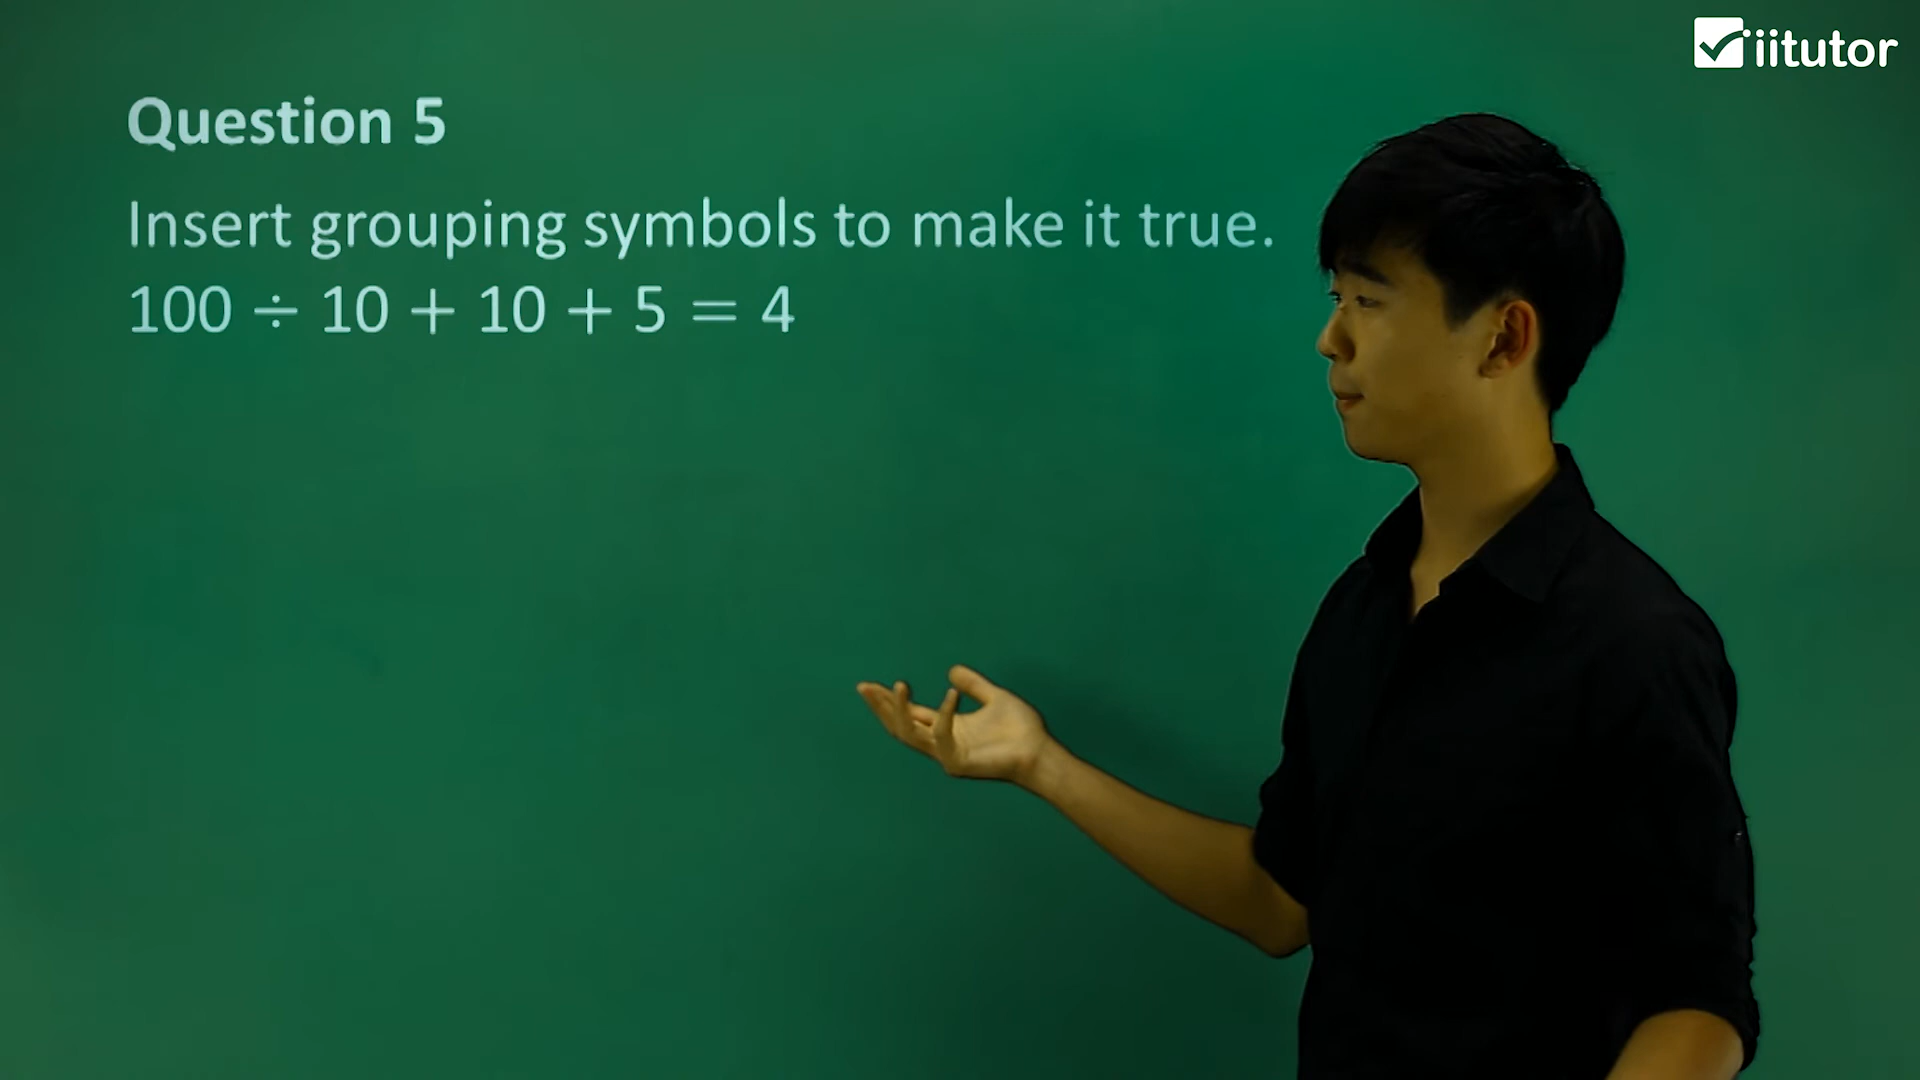 iitutor
Question 5
Insert grouping symbols to make it true.
100 ÷ 10 + 10 + 5 = 4